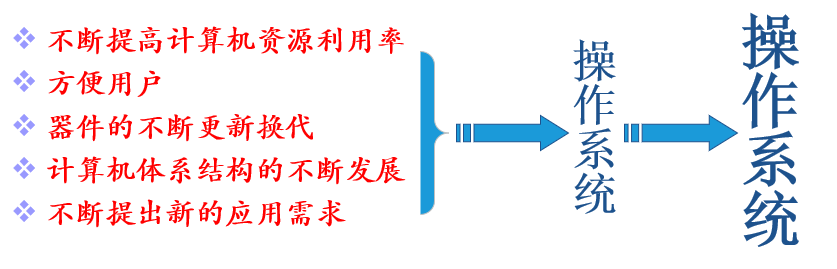 不断提高计算机资源利用率
方便用户
器件的不断更新换代
计算机体系结构的不断发展
不断提出新的应用需求
操作系统
操作系统